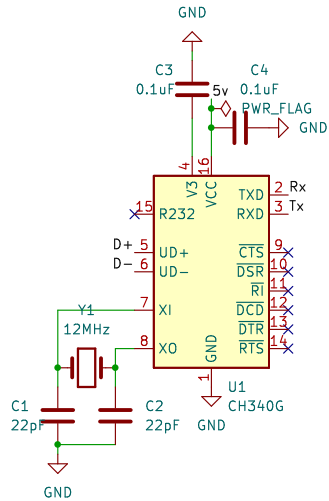 GND
C3
0.1uF
5v
C4
0.1uF
PWR_FLAG
GND
4
V3
16
VCC
15
R232
TXD
2
Rx
RXD
3
Tx
D+
5
UD+
D-
6
UD-
CTS
9
DSR
10
RI
11
DCD
12
DTR
13
RTS
14
7
XI
8
XO
GND
1
Y1
12MHz
C1
22pF
C2
22pF
U1
CH340G
GND
GND